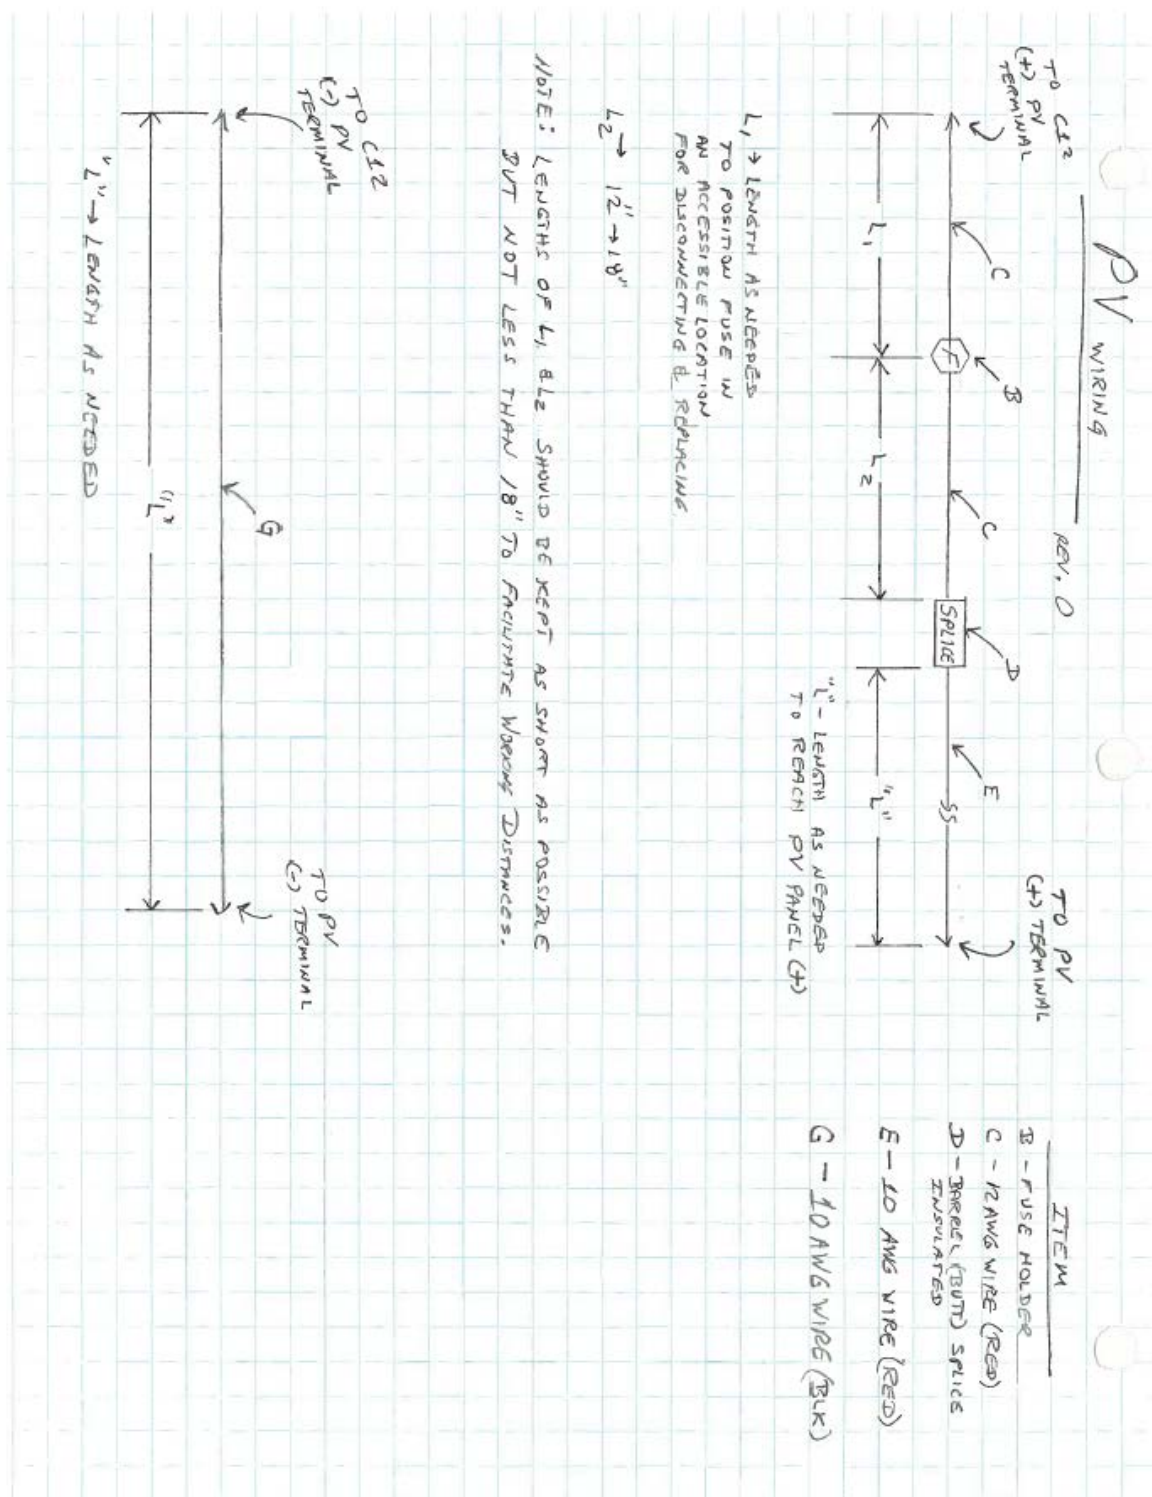 PV WIRING
REV. 0
TO C12
(+) PV
TERMINAL
C
B
F
C
SPLICE
D
E
SS
TO PV
(+) TERMINAL
L1
L2
"L"
L1 → LENGTH AS NEEDED
TO POSITION FUSE IN
AN ACCESSIBLE LOCATION
FOR DISCONNECTING & REPLACING
"L" - LENGTH AS NEEDED
TO REACH PV PANEL (+)
L2 → 12" → 18"
NOTE: LENGTHS OF L1 & L2 SHOULD BE KEPT AS SHORT AS POSSIBLE
BUT NOT LESS THAN 18" TO FACILITATE WORKING DISTANCES.
TO C12
(-) PV
TERMINAL
G
TO PV
(-) TERMINAL
"L"
"L" → LENGTH AS NEEDED
ITEM
B - FUSE HOLDER
C - 12 AWG WIRE (RED)
D - BARREL (BUTT) SPLICE
INSULATED
E - 10 AWG WIRE (RED)
G - 10 AWG WIRE (BLK)